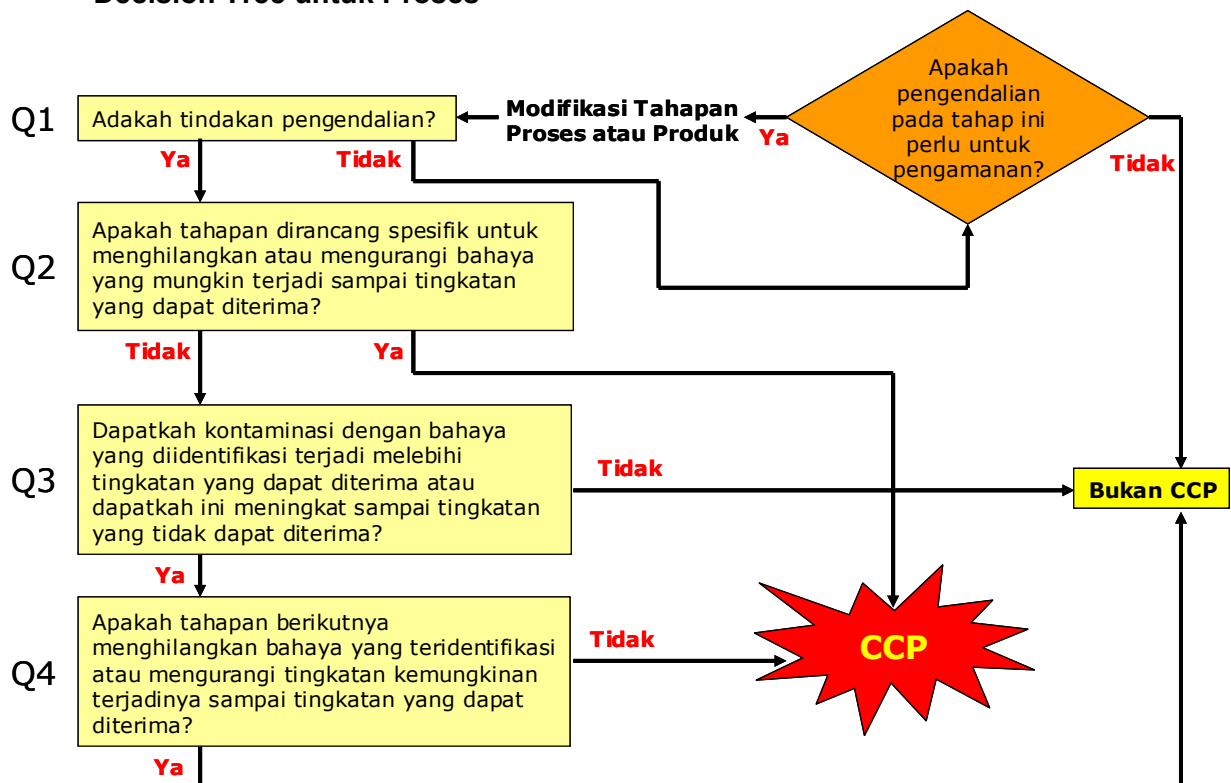 Decision Tree untuk Proses
Q1
Adakah tindakan pengendalian?
Modifikasi Tahapan
Proses atau Produk
Ya
Apakah
pengendalian
pada tahap ini
perlu untuk
pengamanan?
Tidak
Ya
Tidak
Q2
Apakah tahapan dirancang spesifik untuk
menghilangkan atau mengurangi bahaya
yang mungkin terjadi sampai tingkatan
yang dapat diterima?
Tidak
Ya
Q3
Dapatkah kontaminasi dengan bahaya
yang diidentifikasi terjadi melebihi
tingkatan yang dapat diterima atau
dapatkah ini meningkat sampai tingkatan
yang tidak dapat diterima?
Tidak
Bukan CCP
Ya
Q4
Apakah tahapan berikutnya
menghilangkan bahaya yang teridentifikasi
atau mengurangi tingkatan kemungkinan
terjadinya sampai tingkatan yang dapat
diterima?
Tidak
CCP
Ya